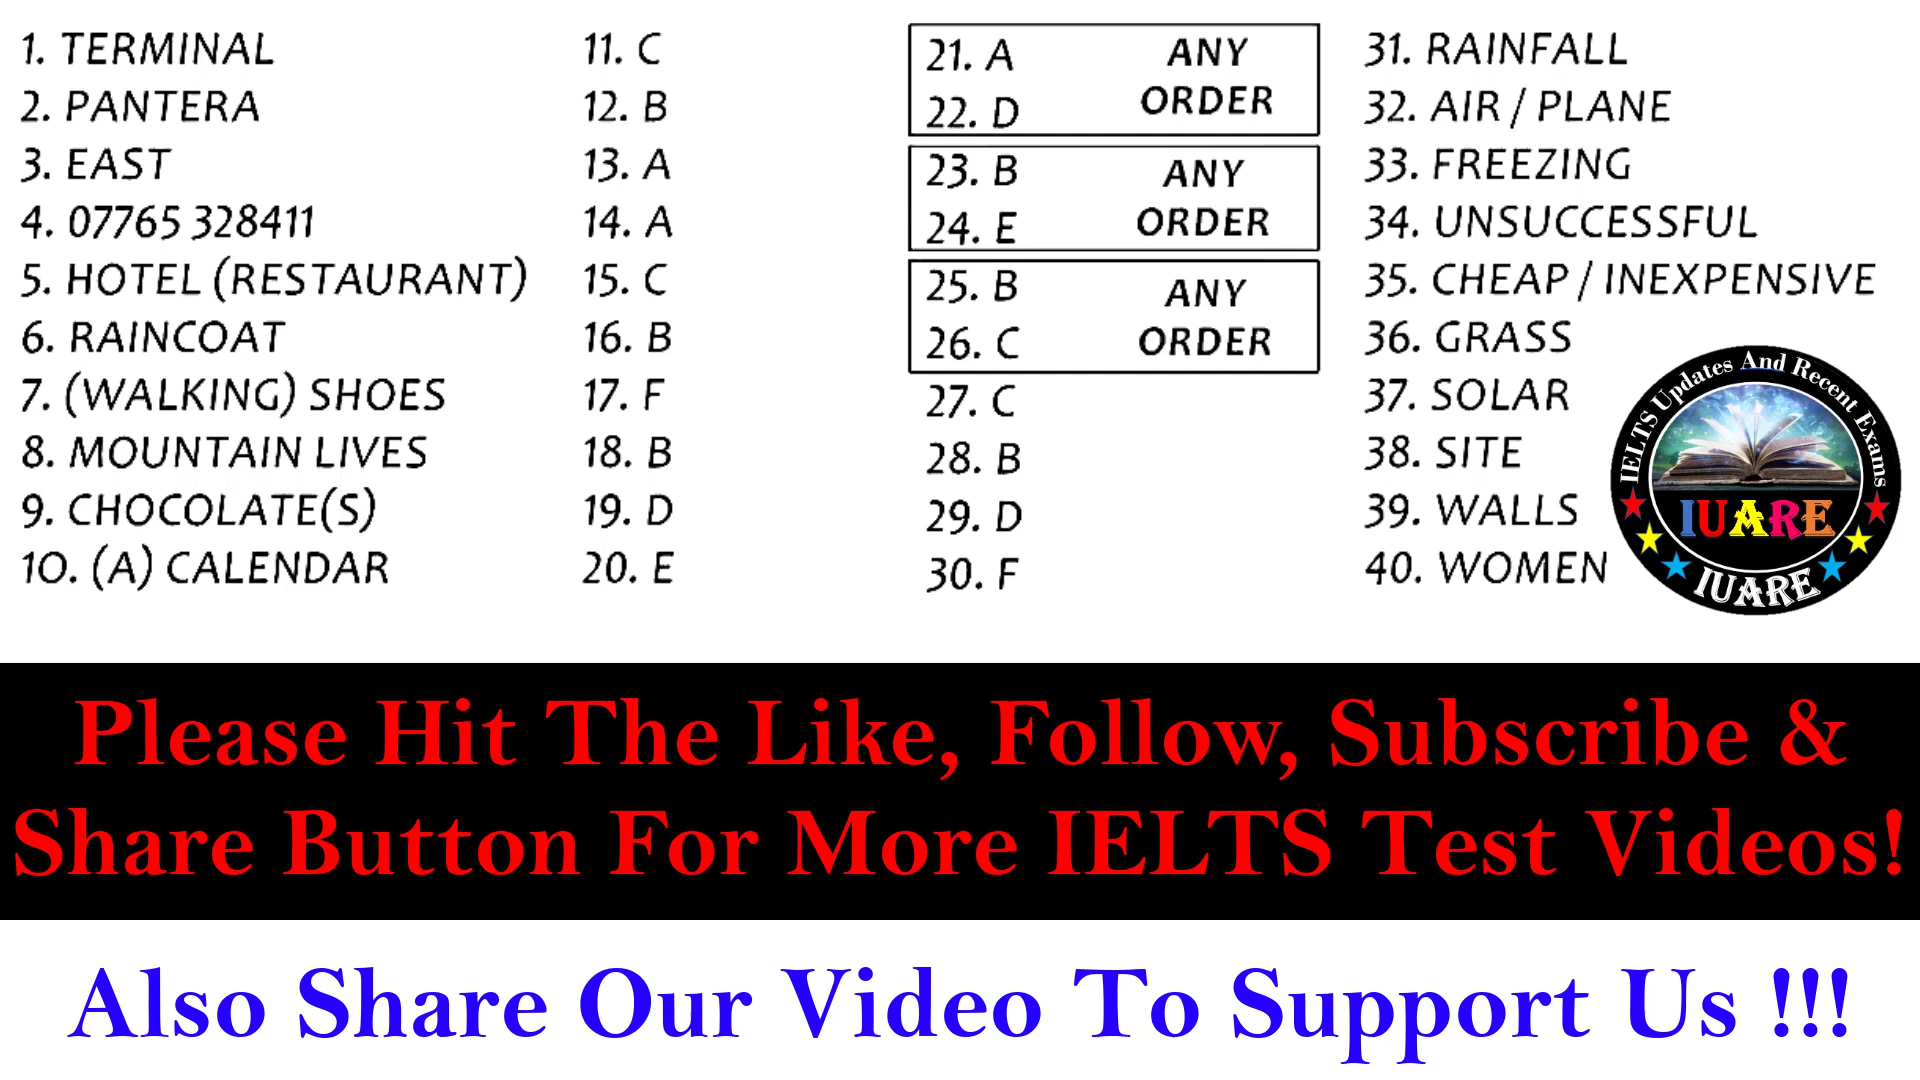 1. TERMINAL
2. PANTERA
3. EAST
4. 07765 328411
5. HOTEL (RESTAURANT)
6. RAINCOAT
7. (WALKING) SHOES
8. MOUNTAIN LIVES
9. CHOCOLATE(S)
10. (A) CALENDAR
11. C
12. B
13. A
14. A
15. C
16. B
17. F
18. B
19. D
20. E
21. A
22. D
ANY
ORDER
23. B
24. E
ANY
ORDER
25. B
26. C
ANY
ORDER
27. C
28. B
29. D
30. F
31. RAINFALL
32. AIR / PLANE
33. FREEZING
34. UNSUCCESSFUL
35. CHEAP / INEXPENSIVE
36. GRASS
37. SOLAR
38. SITE
39. WALLS
40. WOMEN
IELTS Updates And Recent Exams
IUARE
IUARE
Please Hit The Like, Follow, Subscribe &
Share Button For More IELTS Test Videos!
Also Share Our Video To Support Us !!!